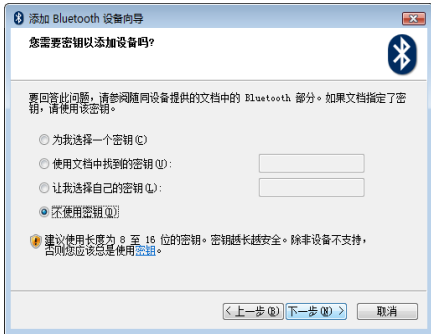 添加 Bluetooth 设备向导
您需要密钥以添加设备吗?
要回答此问题，请参阅随同设备提供的文档中的 Bluetooth 部分。如果文档指定了密
钥，请使用该密钥。
为我选择一个密钥(C)
使用文档中找到的密钥(U):
让我选择自己的密钥(L):
不使用密钥(D)
建议使用长度为 8 至 16 位的密钥。密钥越长越安全。除非设备不支持，
否则您应该总是使用密钥。
<上一步(B) 下一步(N) > 取消